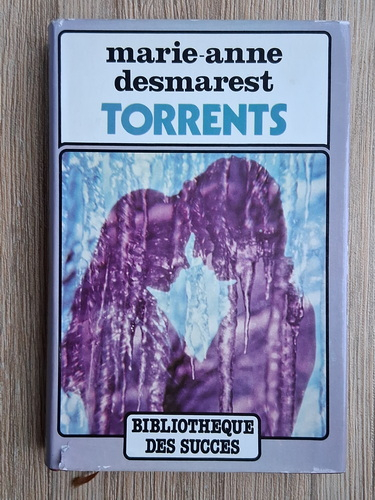 marie-anne
desmarest
TORRENTS
BIBLIOTHEQUE
DES SUCCES